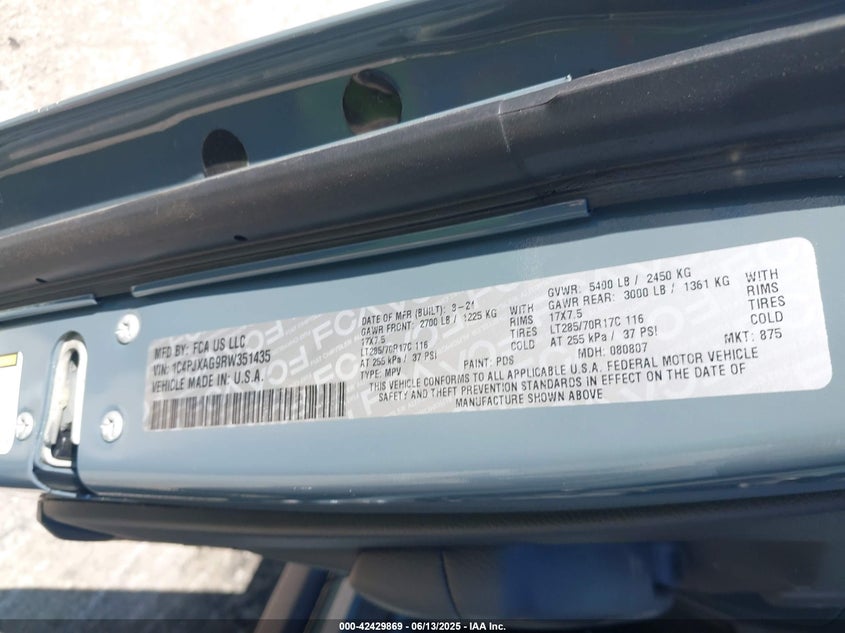 MFD BY: FCA US LLC
VIN: 1C4PJXAG9RW351435
VEHICLE MADE IN U.S.A.
DATE OF MFR (BUILT): 3-24
GAWR FRONT: 2700 LB / 1225 KG WITH
17X7.5 RIMS
LT285/70R17C 116 TIRES
AT 255 kPa / 37 PSI COLD
TYPE: MPV PAINT: PDS
GVWR: 5400 LB / 2450 KG
GAWR REAR: 3000 LB / 1361 KG WITH
17X7.5 RIMS
LT285/70R17C 116 TIRES
AT 255 kPa / 37 PSI COLD
MDH: 080807 MKT: 875
THIS VEHICLE CONFORMS TO ALL APPLICABLE U.S.A. FEDERAL MOTOR VEHICLE
SAFETY AND THEFT PREVENTION STANDARDS IN EFFECT ON THE DATE OF
MANUFACTURE SHOWN ABOVE
000-42429869 - 06/13/2025 - IAA Inc.